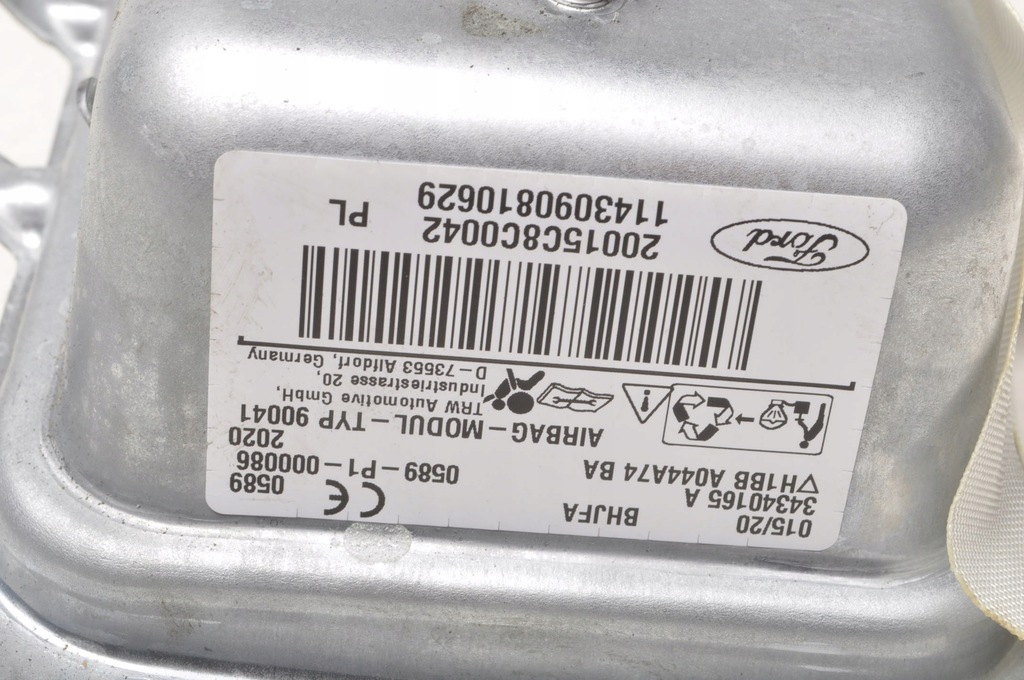 015/20 BHJFA CE 0589
34340165 A
▽H1BB A044A74 BA 0589-P1-000086
2020
AIRBAG-MODUL-TYP 90041
TRW Automotive GmbH,
Industriestrasse 20,
D-73553 Alfdorf, Germany
Ford
20015C8C0042 PL
1143090810629